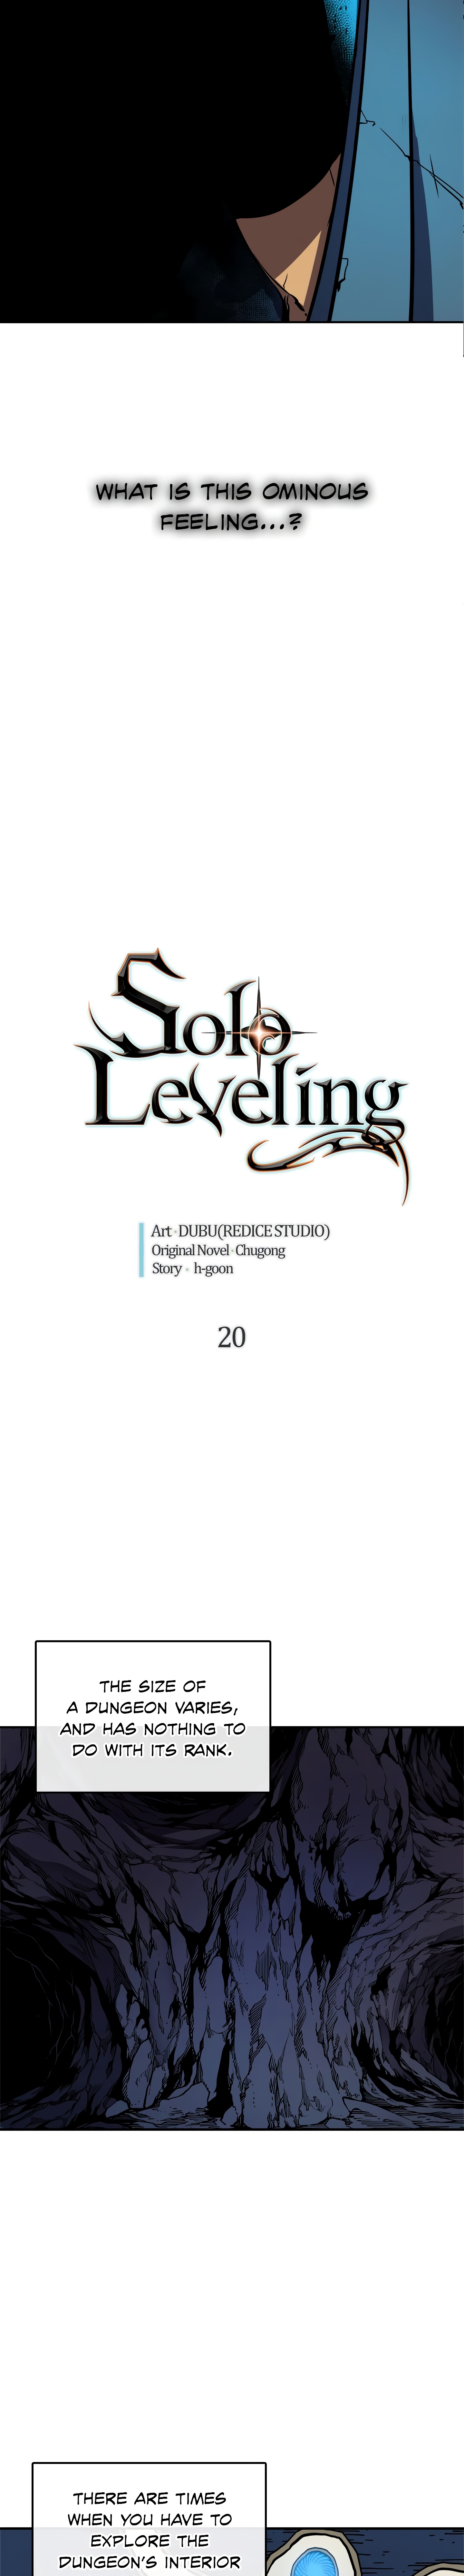 WHAT IS THIS OMINOUS
FEELING...?
Solo
Leveling
Art · DUBU(REDICE STUDIO)
Original Novel · Chugong
Story · h-goon
20
THE SIZE OF
A DUNGEON VARIES,
AND HAS NOTHING TO
DO WITH ITS RANK.
THERE ARE TIMES
WHEN YOU HAVE TO
EXPLORE THE
DUNGEON'S INTERIOR